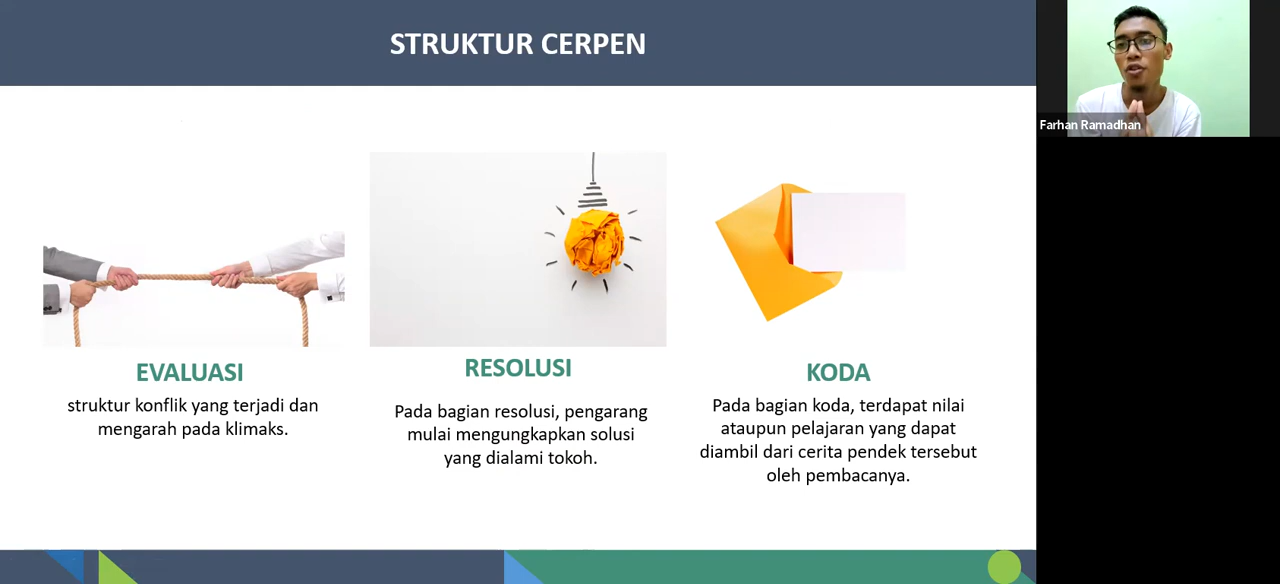 STRUKTUR CERPEN
Farhan Ramadhan
EVALUASI
struktur konflik yang terjadi dan
mengarah pada klimaks.
RESOLUSI
Pada bagian resolusi, pengarang
mulai mengungkapkan solusi
yang dialami tokoh.
KODA
Pada bagian koda, terdapat nilai
ataupun pelajaran yang dapat
diambil dari cerita pendek tersebut
oleh pembacanya.